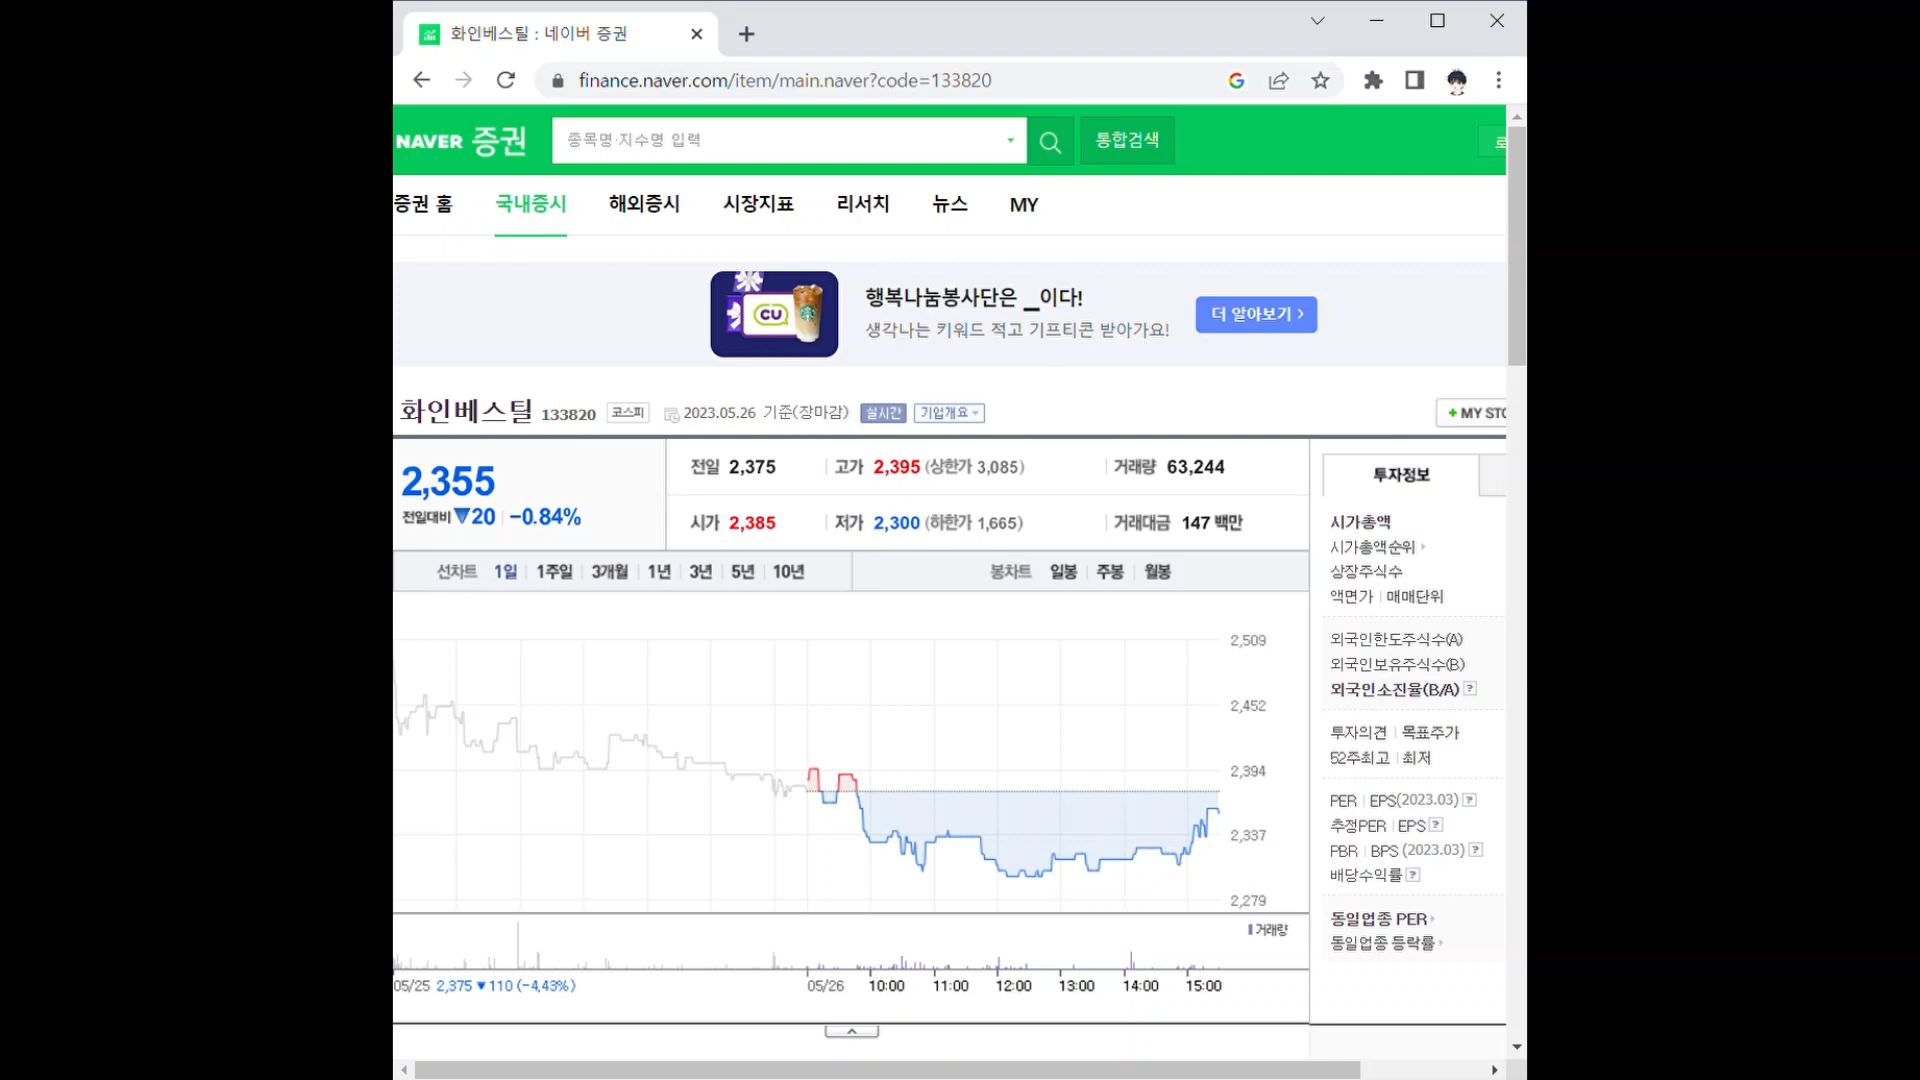 화인베스틸 : 네이버 증권
finance.naver.com/item/main.naver?code=133820
NAVER 증권
종목명·지수명 입력
통합검색
증권 홈 국내증시 해외증시 시장지표 리서치 뉴스 MY
CU
행복나눔봉사단은 _이다!
생각나는 키워드 적고 기프티콘 받아가요!
더 알아보기 >
화인베스틸 133820 코스피 2023.05.26 기준(장마감) 실시간 기업개요
+ MY STO
2,355
전일대비 ▼20 -0.84%
전일 2,375 고가 2,395 (상한가 3,085) 거래량 63,244
시가 2,385 저가 2,300 (하한가 1,665) 거래대금 147 백만
선차트 1일 1주일 3개월 1년 3년 5년 10년 봉차트 일봉 주봉 월봉
2,509
2,452
2,394
2,337
2,279
거래량
05/25 2,375 ▼110 (-4,43%)
05/26 10:00 11:00 12:00 13:00 14:00 15:00
투자정보
시가총액
시가총액순위
상장주식수
액면가 | 매매단위
외국인한도주식수(A)
외국인보유주식수(B)
외국인소진율(B/A) ?
투자의견 | 목표주가
52주최고 | 최저
PER | EPS(2023.03) ?
추정PER | EPS ?
PBR | BPS (2023.03) ?
배당수익률 ?
동일업종 PER
동일업종 등락률